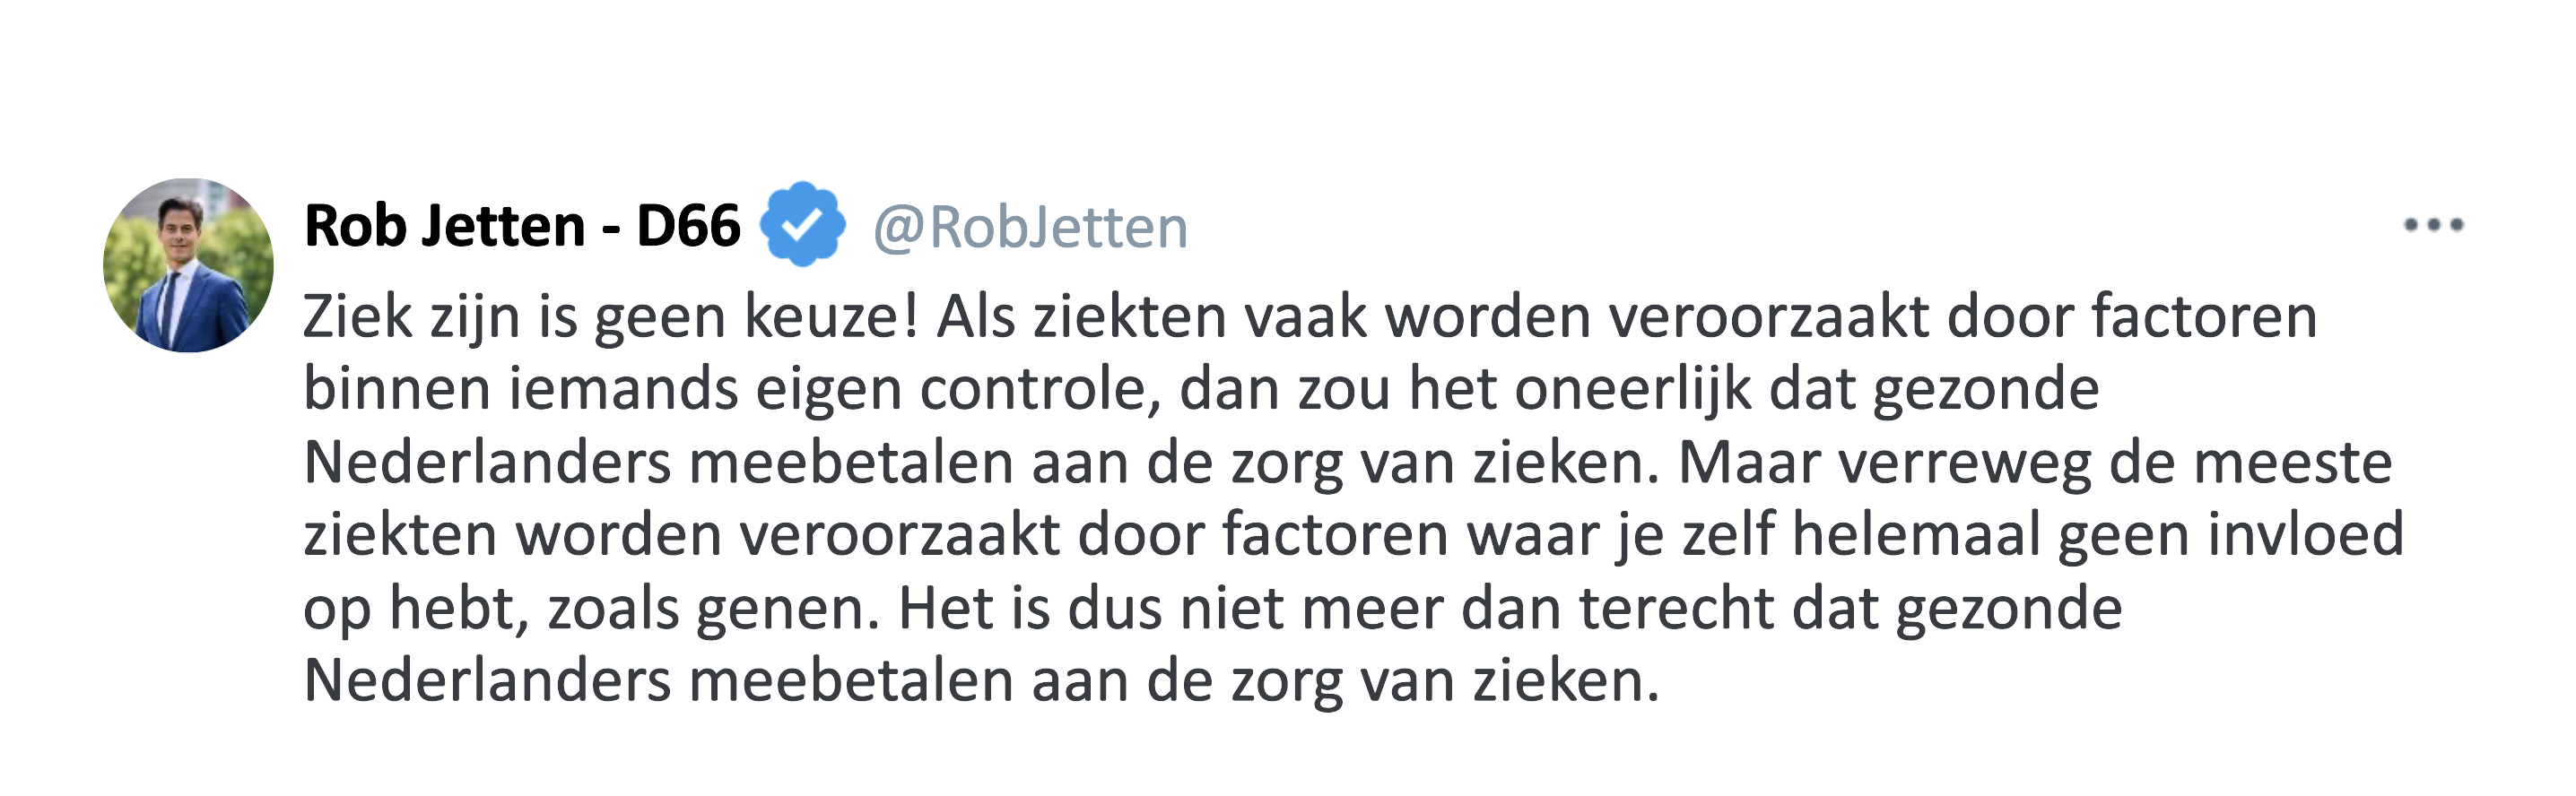 Rob Jetten - D66 @RobJetten
Ziek zijn is geen keuze! Als ziekten vaak worden veroorzaakt door factoren
binnen iemands eigen controle, dan zou het oneerlijk dat gezonde
Nederlanders meebetalen aan de zorg van zieken. Maar verreweg de meeste
ziekten worden veroorzaakt door factoren waar je zelf helemaal geen invloed
op hebt, zoals genen. Het is dus niet meer dan terecht dat gezonde
Nederlanders meebetalen aan de zorg van zieken.